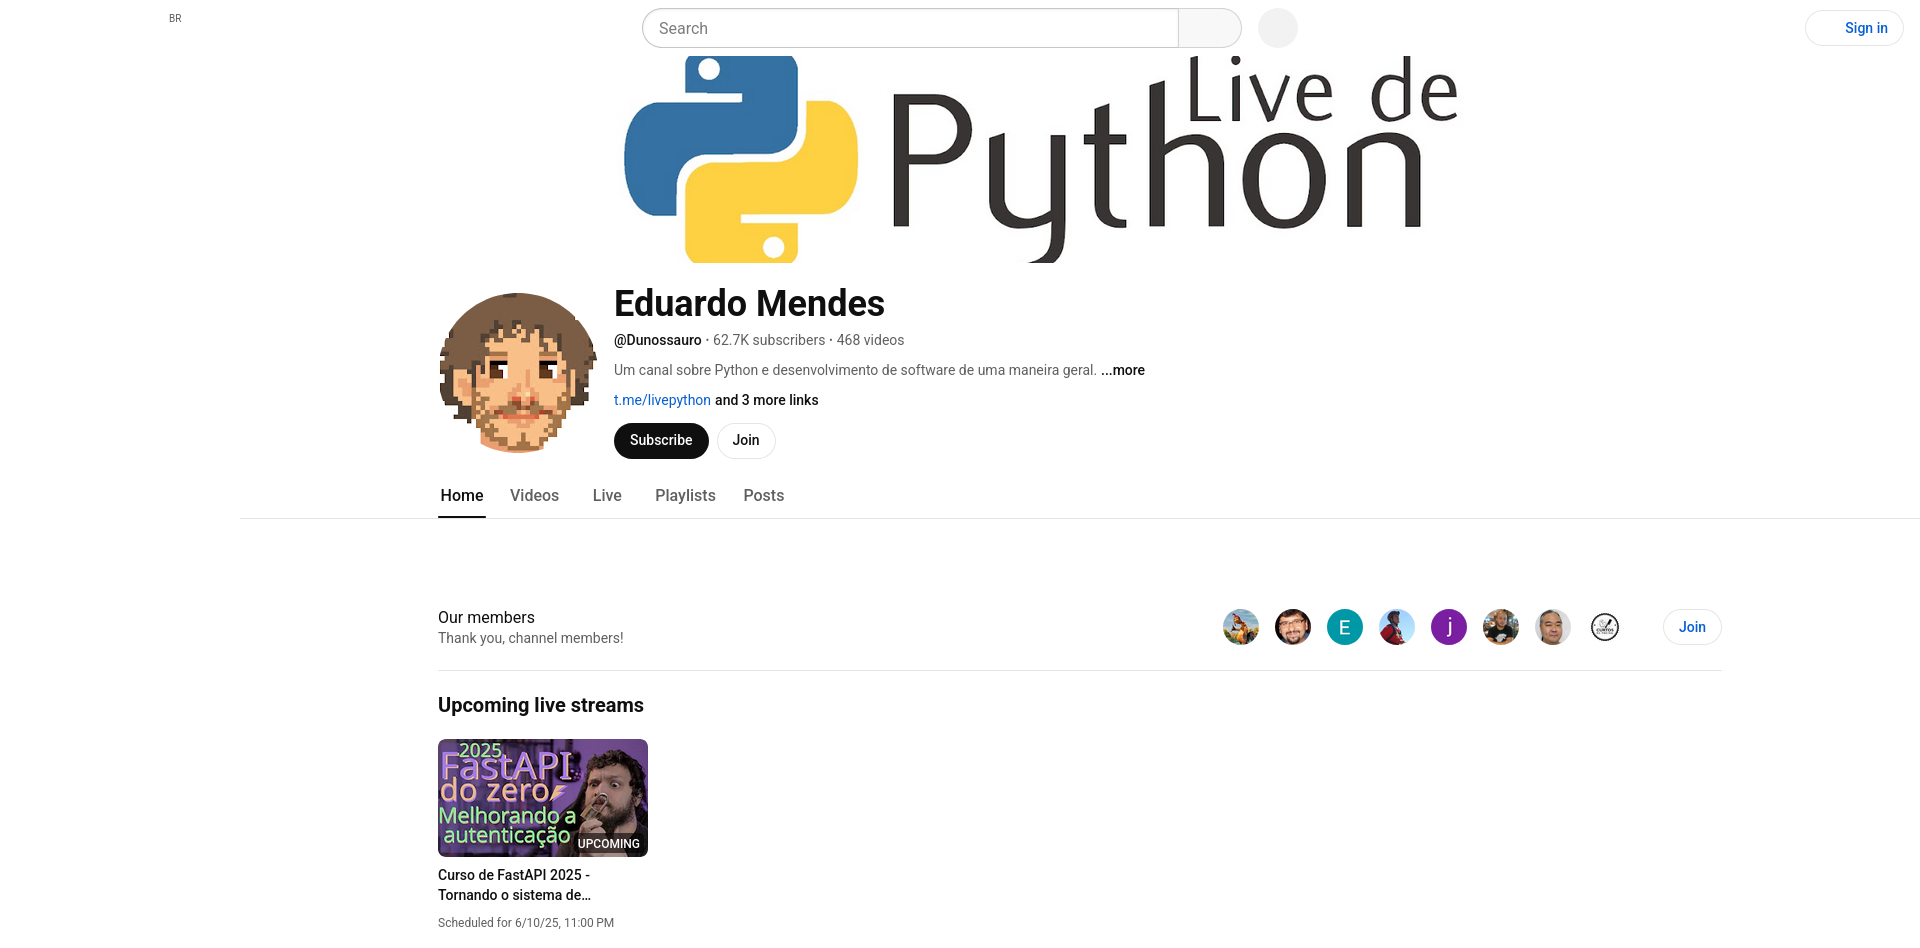 BR
Search
Sign in
Live de
Python
Eduardo Mendes
@Dunossauro · 62.7K subscribers · 468 videos
Um canal sobre Python e desenvolvimento de software de uma maneira geral. ...more
t.me/livepython and 3 more links
Subscribe Join
Home Videos Live Playlists Posts
Our members
Thank you, channel members!
E
j
Join
Upcoming live streams
2025
FastAPI
do zero
Melhorando a
autenticação
UPCOMING
Curso de FastAPI 2025 -
Tornando o sistema de...
Scheduled for 6/10/25, 11:00 PM